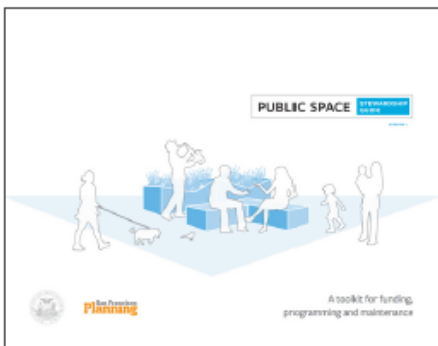 PUBLIC SPACE
STEWARDSHIP
GUIDE
San Francisco
Planning
A toolkit for funding,
programming and maintenance